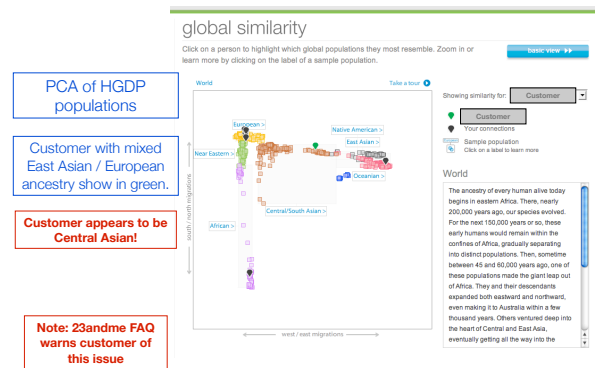 global similarity
Click on a person to highlight which global populations they most resemble. Zoom in or
learn more by clicking on the label of a sample population.
basic view
PCA of HGDP
populations
Customer with mixed
East Asian / European
ancestry show in green.
Customer appears to be
Central Asian!
Note: 23andme FAQ
warns customer of
this issue
World
Take a tour
European >
Native American >
East Asian >
Near Eastern >
Oceanian >
Central/South Asian >
African >
south / north migrations
west / east migrations
Showing similarity for:
Customer
Customer
Your connections
Sample population
Click on a label to learn more
World
The ancestry of every human alive today
begins in eastern Africa. There, nearly
200,000 years ago, our species evolved.
For the next 150,000 years or so, these
early humans would remain within the
confines of Africa, gradually separating
into distinct populations. Then, sometime
between 45 and 60,000 years ago, one of
these populations made the giant leap out
of Africa. They and their descendants
expanded both eastward and northward,
even making it to Australia within a few
thousand years. Others ventured deep into
the heart of Central and East Asia,
eventually getting all the way into the